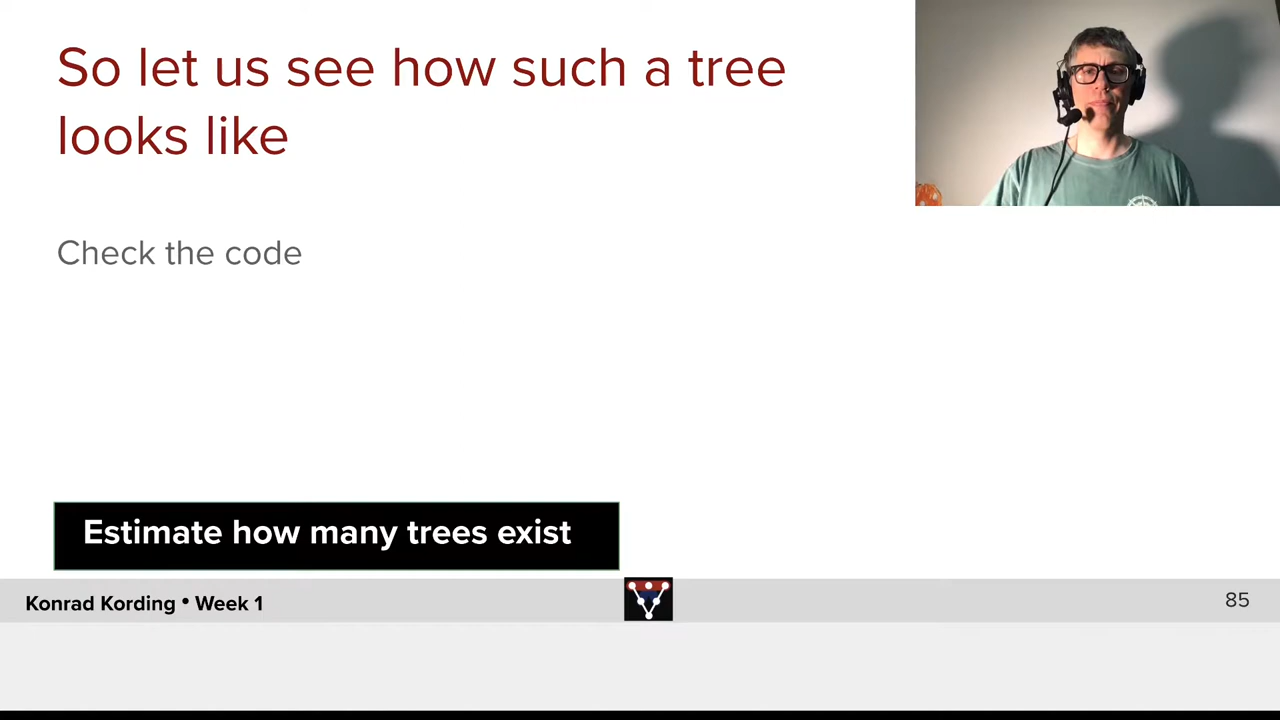 So let us see how such a tree
looks like
Check the code
Estimate how many trees exist
Konrad Kording • Week 1
85